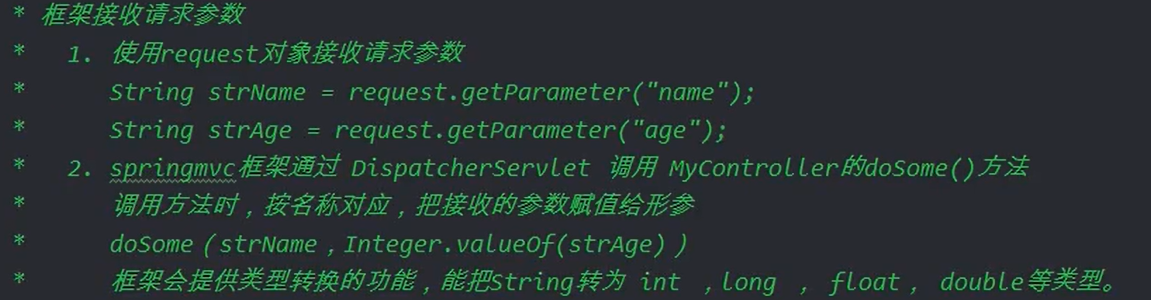 * 框架接收请求参数
* 1. 使用request对象接收请求参数
* String strName = request.getParameter("name");
* String strAge = request.getParameter("age");
* 2. springmvc框架通过 DispatcherServlet 调用 MyController的doSome()方法
* 调用方法时，按名称对应，把接收的参数赋值给形参
* doSome（strName，Integer.valueOf(strAge)）
* 框架会提供类型转换的功能，能把String转为 int ，long ， float ， double等类型。